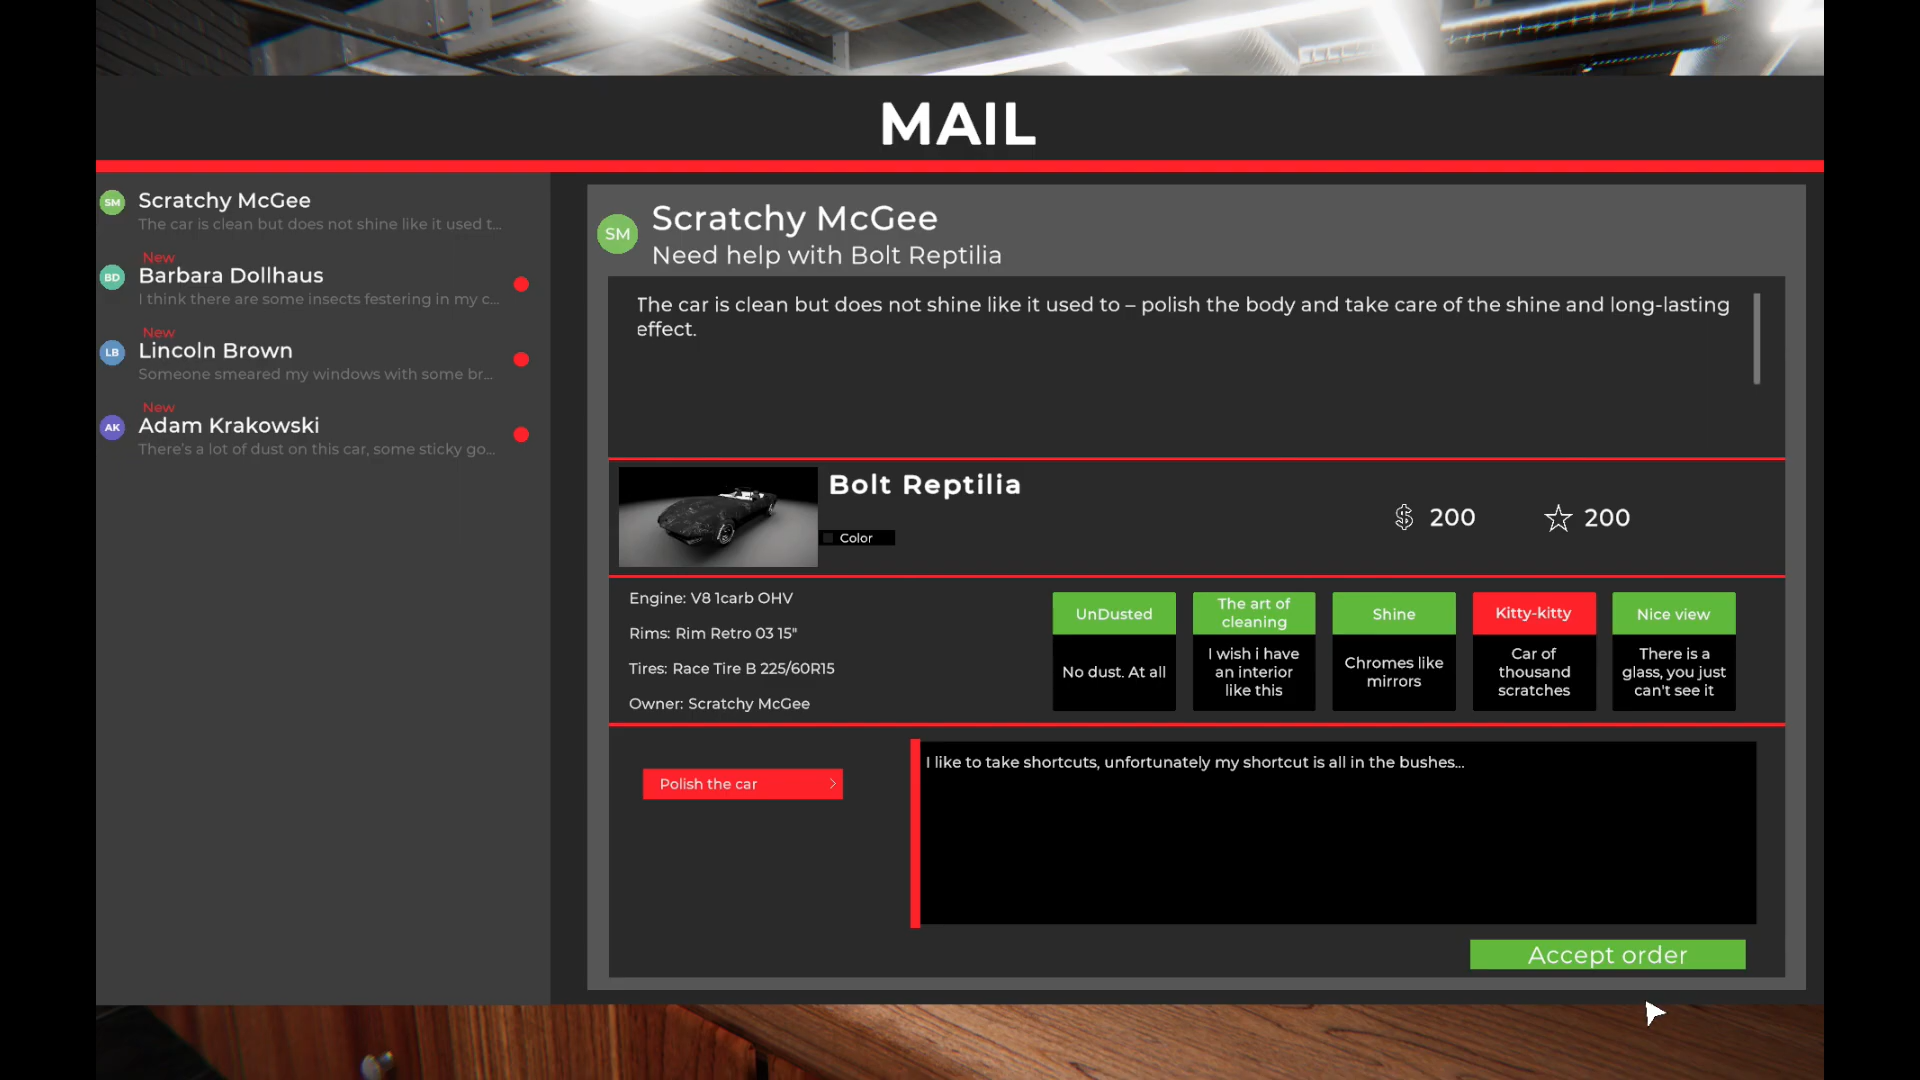 MAIL
SM
Scratchy McGee
The car is clean but does not shine like it used t...
New
BD
Barbara Dollhaus
I think there are some insects festering in my c...
New
LB
Lincoln Brown
Someone smeared my windows with some br...
New
AK
Adam Krakowski
There's a lot of dust on this car, some sticky go...
SM
Scratchy McGee
Need help with Bolt Reptilia
The car is clean but does not shine like it used to – polish the body and take care of the shine and long-lasting
effect.
Bolt Reptilia
Color
$ 200
200
Engine: V8 1carb OHV
Rims: Rim Retro 03 15"
Tires: Race Tire B 225/60R15
Owner: Scratchy McGee
UnDusted
No dust. At all
The art of
cleaning
I wish i have
an interior
like this
Shine
Chromes like
mirrors
Kitty-kitty
Car of
thousand
scratches
Nice view
There is a
glass, you just
can't see it
Polish the car
I like to take shortcuts, unfortunately my shortcut is all in the bushes...
Accept order